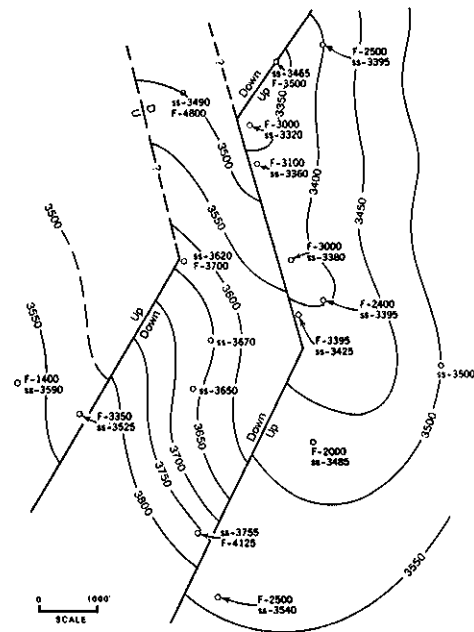 F-2500
ss-3395
Down
Up
ss-3465
F-3500
3350
?
?
U
D
ss-3490
F-4800
F-3000
ss-3320
F-3100
ss-3360
3500
3400
3450
3550
3500
?
F-3000
ss-3380
ss-3620
F-3700
3600
F-2400
ss-3395
F-3395
ss-3425
Up
Down
ss-3670
3550
F-1400
ss-3590
F-3350
ss-3525
ss-3650
3650
Down
Up
ss-3500
3500
F-2000
ss-3485
3700
3750
3800
ss-3755
F-4125
3550
F-2500
ss-3540
0 1000'
SCALE